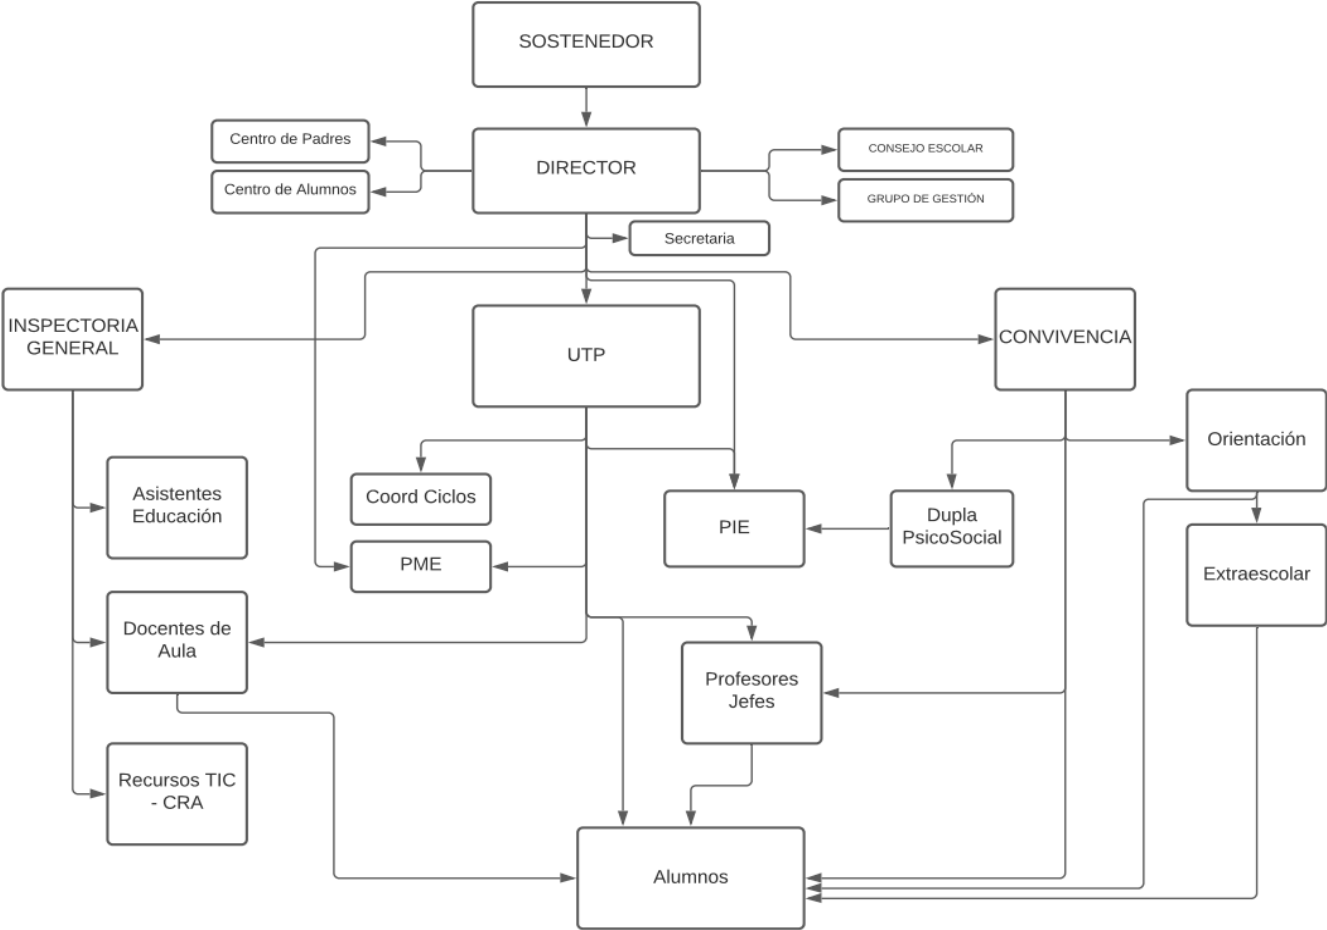 SOSTENEDOR
Centro de Padres
DIRECTOR
CONSEJO ESCOLAR
Centro de Alumnos
GRUPO DE GESTIÓN
Secretaria
INSPECTORIA
GENERAL
UTP
CONVIVENCIA
Orientación
Asistentes
Educación
Coord Ciclos
PIE
Dupla
PsicoSocial
PME
Extraescolar
Docentes de
Aula
Profesores
Jefes
Recursos TIC
- CRA
Alumnos